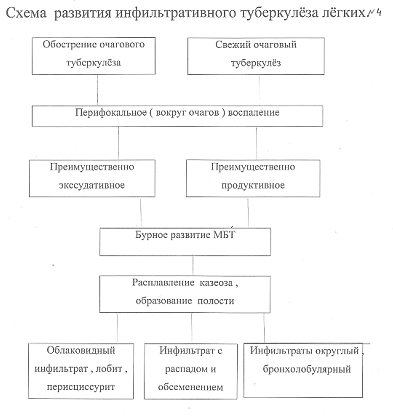 Схема развития инфильтративного туберкулёза лёгких №4
Обострение очагового
туберкулёза
Свежий очаговый
туберкулёз
Перифокальное ( вокруг очагов ) воспаление
Преимущественно
экссудативное
Преимущественно
продуктивное
Бурное развитие МБТ
Расплавление казеоза ,
образование полости
Облаковидный
инфильтрат , лобит ,
перисциссурит
Инфильтрат с
распадом и
обсеменением
Инфильтраты округлый ,
бронхолобулярный